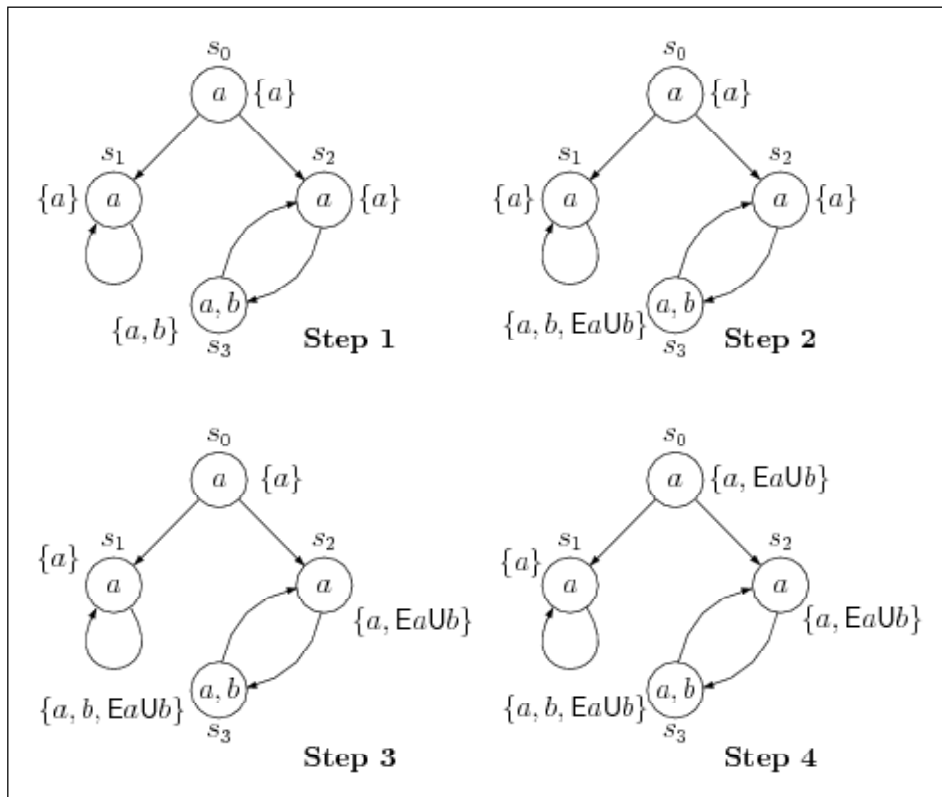 s₀ s₀
a {a} a {a}
s₁ s₂ s₁ s₂
{a} a a {a} {a} a a {a}
a, b a, b
{a, b} Step 1 {a, b, EaUb} Step 2
s₃ s₃
s₀ s₀
a {a} a {a, EaUb}
s₁ s₂ s₁ s₂
{a} {a}
a a a a
{a, EaUb} {a, EaUb}
a, b a, b
{a, b, EaUb} {a, b, EaUb}
s₃ s₃
Step 3 Step 4